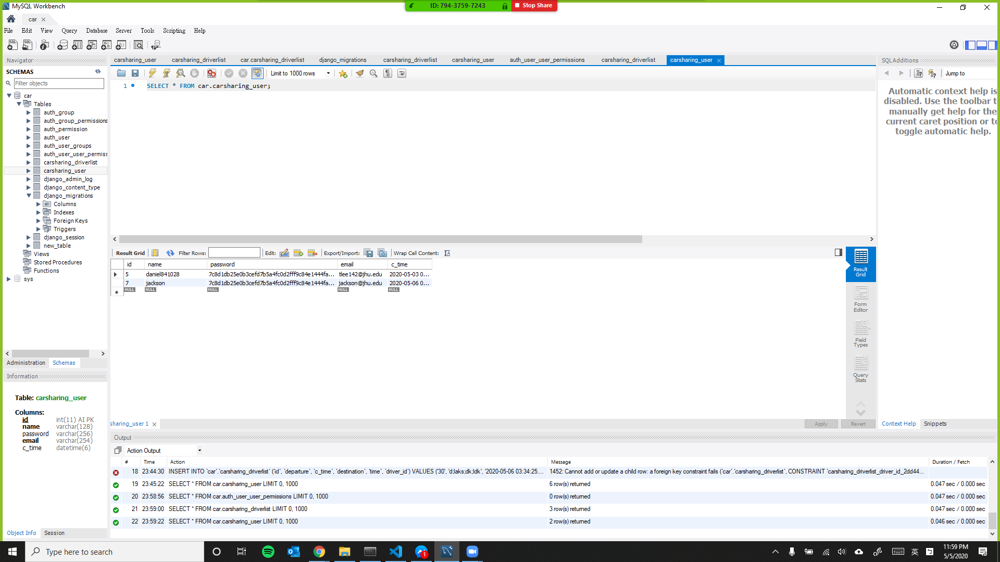 MySQL Workbench
ID: 794-3759-7243
Stop Share
car
File Edit View Query Database Server Tools Scripting Help
Navigator
SCHEMAS
Filter objects
car
Tables
auth_group
auth_group_permissions
auth_permission
auth_user
auth_user_groups
auth_user_user_permis
carsharing_driverlist
carsharing_user
django_admin_log
django_content_type
django_migrations
Columns
Indexes
Foreign Keys
Triggers
django_session
new_table
Views
Stored Procedures
Functions
sys
Administration Schemas
Information
Table: carsharing_user
Columns:
id int(11) AI PK
name varchar(128)
password varchar(256)
email varchar(254)
c_time datetime(6)
Object Info Session
carsharing_user carsharing_driverlist car.carsharing_driverlist django_migrations carsharing_driverlist carsharing_user auth_user_user_permissions carsharing_driverlist carsharing_user
Limit to 1000 rows
1 SELECT * FROM car.carsharing_user;
Result Grid Filter Rows: Edit: Export/Import: Wrap Cell Content:
id name password email c_time
5 daniel841028 7c8d1db25e0b3cefd7b5a4fc0d2fff9c84e1444fa... tlee142@jhu.edu 2020-05-03 0...
7 jackson 7c8d1db25e0b3cefd7b5a4fc0d2fff9c84e1444fa... jackson@jhu.edu 2020-05-06 0...
NULL NULL NULL NULL NULL
Result
Grid
Form
Editor
Field
Types
Query
Stats
sharing_user 1
Apply Revert
SQLAdditions
Jump to
Automatic context help is
disabled. Use the toolbar t
manually get help for the
current caret position or to
toggle automatic help.
Context Help Snippets
Output
Action Output
# Time Action Message Duration / Fetch
18 23:44:30 INSERT INTO `car`.`carsharing_driverlist` (`id`, `departure`, `c_time`, `destination`, `time`, `driver_id`) VALUES ('30', 'd;laks;dk;ldk', '2020-05-06 03:34:25.... 1452: Cannot add or update a child row: a foreign key constraint fails (`car`.`carsharing_driverlist`, CONSTRAINT `carsharing_driverlist_driver_id_2dd44...
19 23:45:22 SELECT * FROM car.carsharing_user LIMIT 0, 1000 6 row(s) returned 0.047 sec / 0.000 sec
20 23:58:56 SELECT * FROM car.auth_user_user_permissions LIMIT 0, 1000 0 row(s) returned 0.047 sec / 0.000 sec
21 23:59:00 SELECT * FROM car.carsharing_driverlist LIMIT 0, 1000 3 row(s) returned 0.047 sec / 0.000 sec
22 23:59:22 SELECT * FROM car.carsharing_user LIMIT 0, 1000 2 row(s) returned 0.046 sec / 0.000 sec
Type here to search
1
英
11:59 PM
5/5/2020